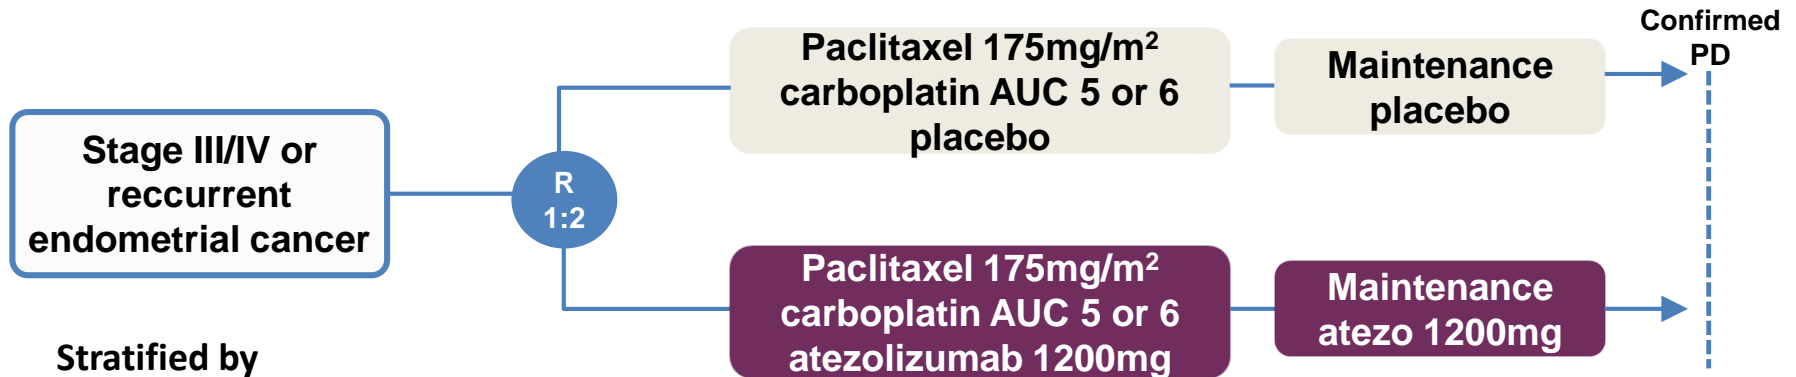 Stage III/IV or
reccurrent
endometrial cancer
R
1:2
Paclitaxel 175mg/m²
carboplatin AUC 5 or 6
placebo
Maintenance
placebo
Confirmed
PD
Paclitaxel 175mg/m²
carboplatin AUC 5 or 6
atezolizumab 1200mg
Maintenance
atezo 1200mg
Stratified by